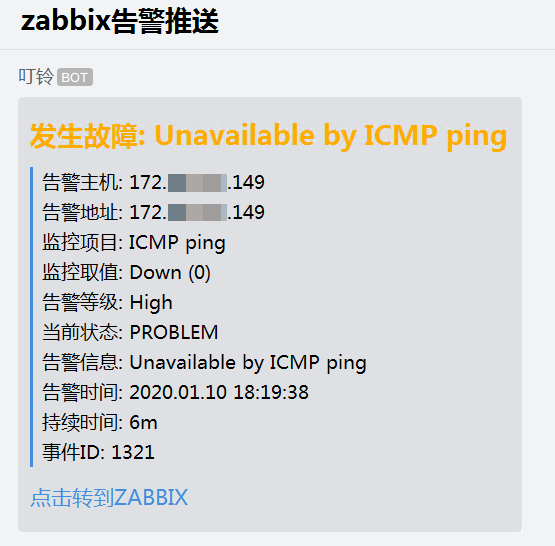 zabbix告警推送
叮铃 BOT
发生故障: Unavailable by ICMP ping
告警主机: 172. .149
告警地址: 172. .149
监控项目: ICMP ping
监控取值: Down (0)
告警等级: High
当前状态: PROBLEM
告警信息: Unavailable by ICMP ping
告警时间: 2020.01.10 18:19:38
持续时间: 6m
事件ID: 1321
点击转到ZABBIX